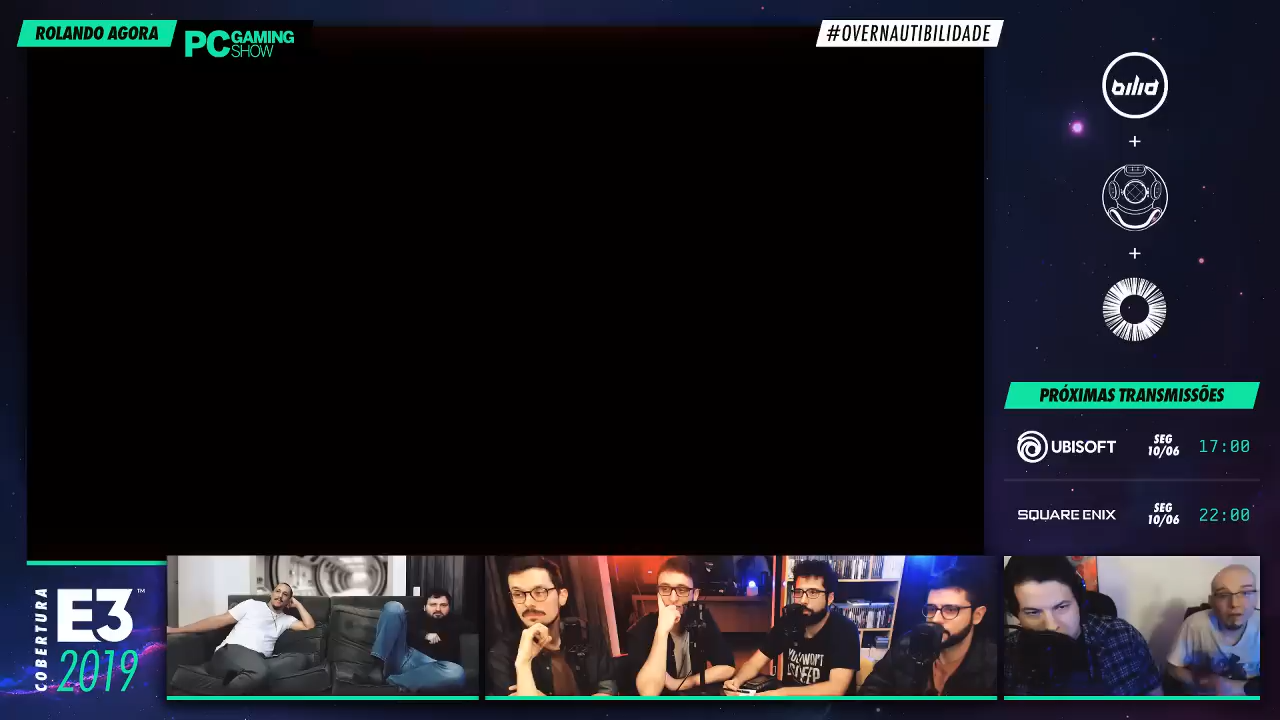 ROLANDO AGORA
PC GAMING SHOW
#OVERNAUTIBILIDADE
bilid
+
+
PRÓXIMAS TRANSMISSÕES
UBISOFT
SEG
10/06
17:00
SQUARE ENIX
SEG
10/06
22:00
COBERTURA
E3™
2019